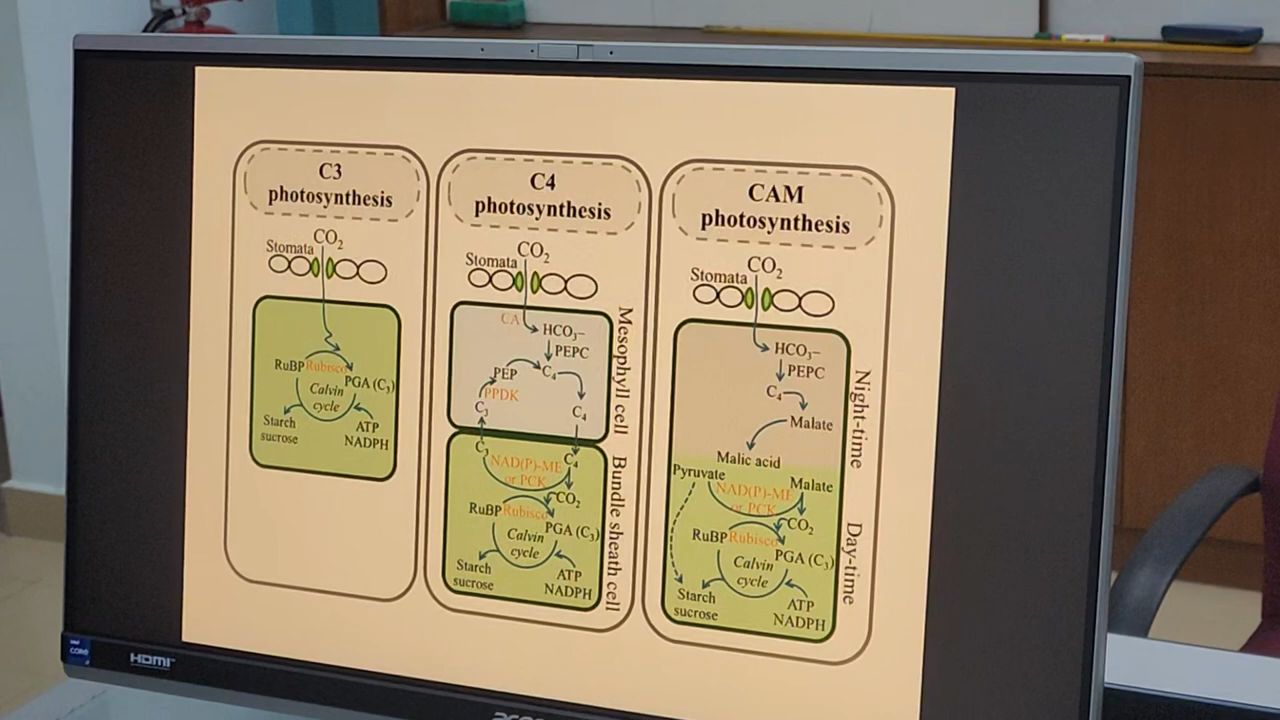 C3
photosynthesis
CO₂
Stomata
RuBP Rubisco
PGA (C₃)
Calvin
cycle
Starch
sucrose
ATP
NADPH
C4
photosynthesis
CO₂
Stomata
CA
HCO₃–
PEPC
PEP
C₄
PPDK
C₃
C₄
Mesophyll cell
C₃
C₄
NAD(P)-ME
or PCK
CO₂
RuBP Rubisco
PGA (C₃)
Calvin
cycle
Starch
sucrose
ATP
NADPH
Bundle sheath cell
CAM
photosynthesis
CO₂
Stomata
HCO₃–
PEPC
C₄
Malate
Malic acid
Night-time
Pyruvate
Malate
NAD(P)-ME
or PCK
CO₂
RuBP Rubisco
PGA (C₃)
Calvin
cycle
Starch
sucrose
ATP
NADPH
Day-time
intel
CORE
HDMI